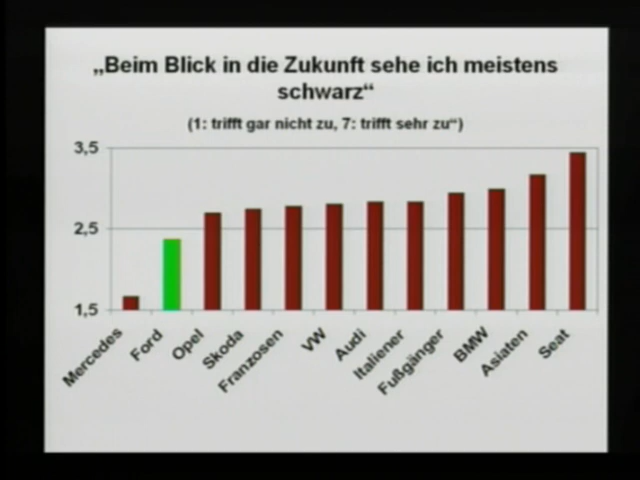 „Beim Blick in die Zukunft sehe ich meistens
schwarz“
(1: trifft gar nicht zu, 7: trifft sehr zu“)
3,5
2,5
1,5
Mercedes
Ford
Opel
Skoda
Franzosen
VW
Audi
Italiener
Fußgänger
BMW
Asiaten
Seat